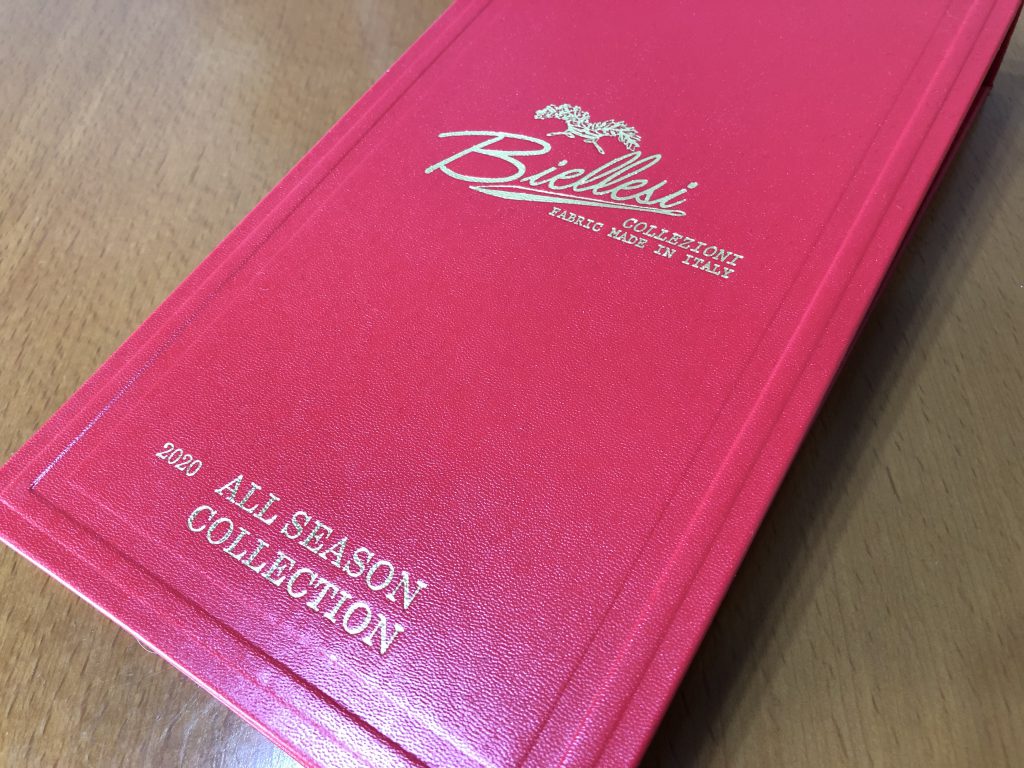 Biellesi
COLLEZIONI
FABRIC MADE IN ITALY
2020 ALL SEASON
COLLECTION